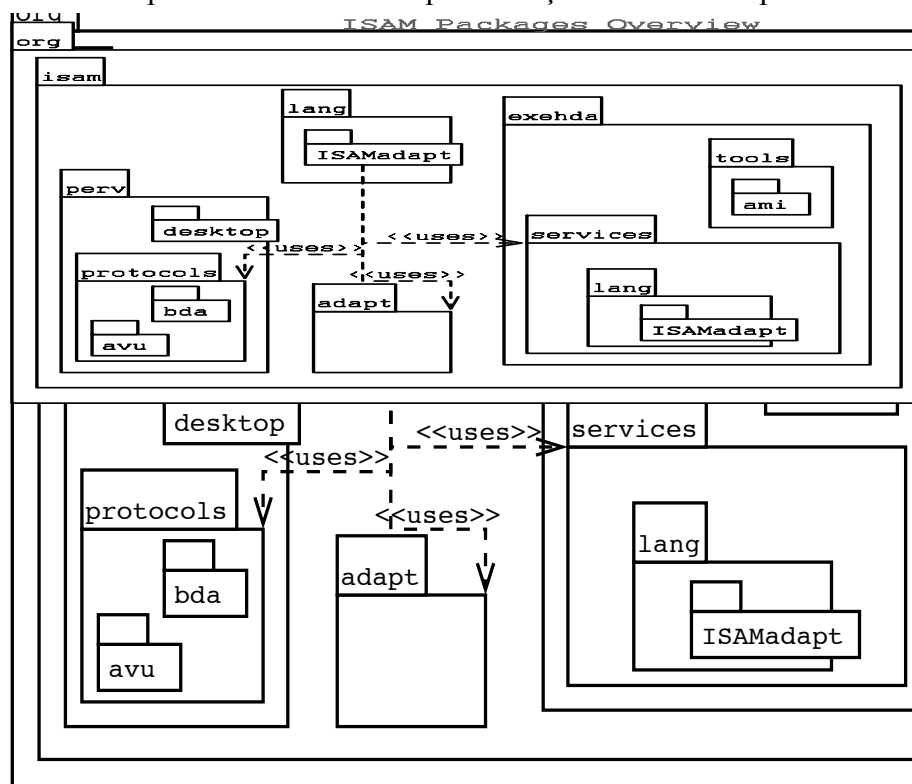 org
ISAM Packages Overview
org
isam
lang
ISAMadapt
exehda
tools
ami
perv
desktop
<<uses>>
<<uses>>
services
protocols
<<uses>>
bda
avu
adapt
lang
ISAMadapt
desktop
<<uses>>
services
<<uses>>
protocols
<<uses>>
bda
avu
adapt
lang
ISAMadapt